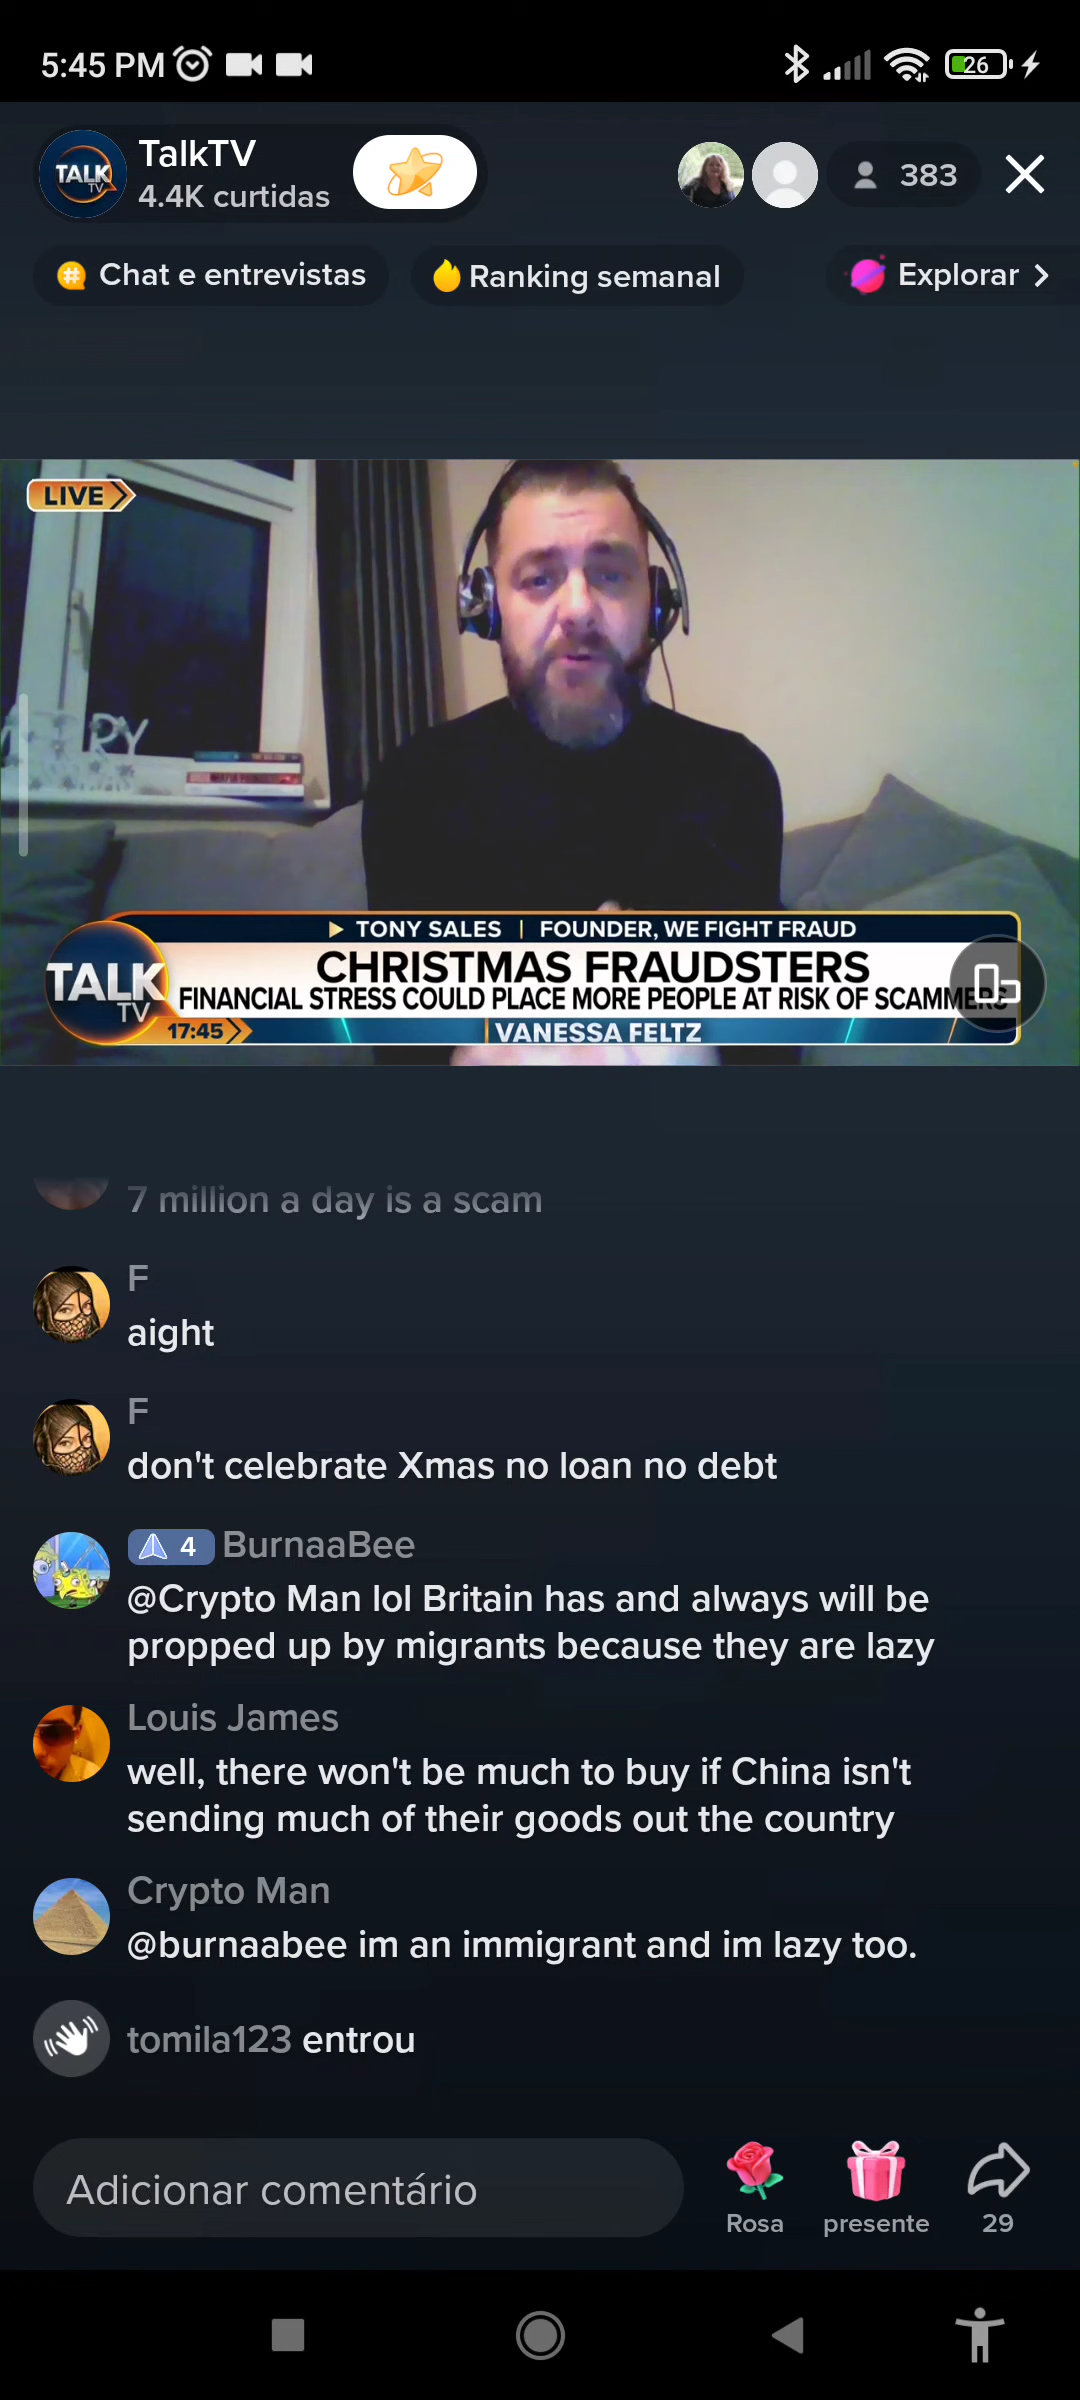 5:45 PM
26
TALK TV
TalkTV
4.4K curtidas
383
Chat e entrevistas
Ranking semanal
Explorar
LIVE
RY
TONY SALES | FOUNDER, WE FIGHT FRAUD
CHRISTMAS FRAUDSTERS
TALK TV
FINANCIAL STRESS COULD PLACE MORE PEOPLE AT RISK OF SCAMMERS
17:45
VANESSA FELTZ
7 million a day is a scam
F
aight
F
don't celebrate Xmas no loan no debt
4 BurnaaBee
@Crypto Man lol Britain has and always will be
propped up by migrants because they are lazy
Louis James
well, there won't be much to buy if China isn't
sending much of their goods out the country
Crypto Man
@burnaabee im an immigrant and im lazy too.
tomila123 entrou
Adicionar comentário
Rosa
presente
29